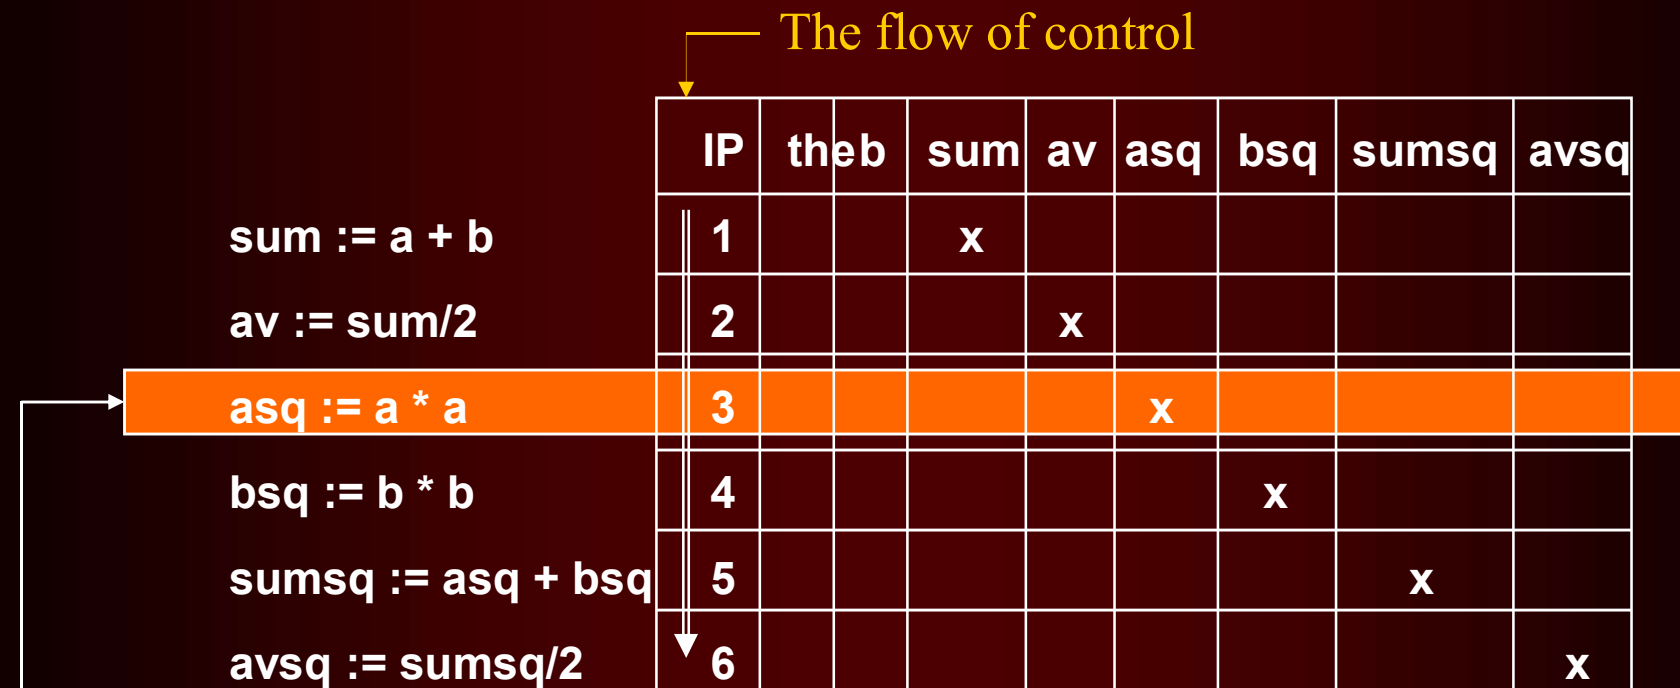 The flow of control
IP theb sum av asq bsq sumsq avsq
sum := a + b 1 x
av := sum/2 2 x
asq := a * a 3 x
bsq := b * b 4 x
sumsq := asq + bsq 5 x
avsq := sumsq/2 6 x